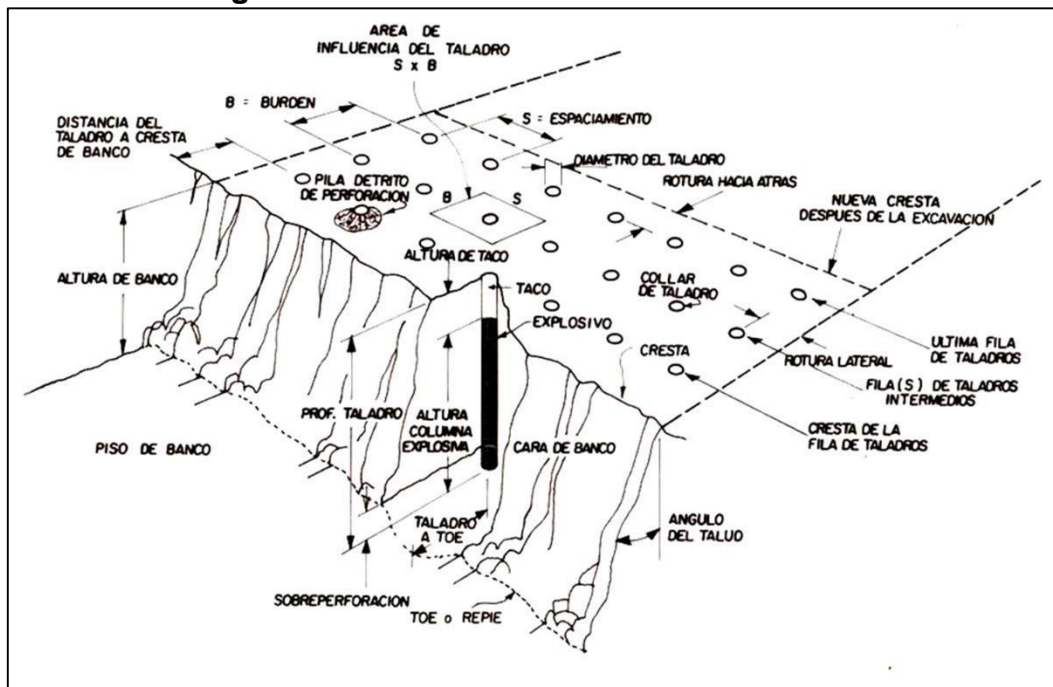 AREA DE
INFLUENCIA DEL TALADRO
S x B
B = BURDEN
S = ESPACIAMIENTO
DISTANCIA DEL
TALADRO A CRESTA
DE BANCO
DIAMETRO DEL TALADRO
PILA DETRITO
DE PERFORACION
ROTURA HACIA ATRAS
B
S
NUEVA CRESTA
DESPUES DE LA EXCAVACION
ALTURA DE TACO
ALTURA DE BANCO
TACO
COLLAR
DE TALADRO
EXPLOSIVO
ULTIMA FILA
DE TALADROS
CRESTA
ROTURA LATERAL
FILA(S) DE TALADROS
INTERMEDIOS
PROF. TALADRO
ALTURA
COLUMNA
EXPLOSIVA
CARA DE BANCO
CRESTA DE LA
FILA DE TALADROS
PISO DE BANCO
TALADRO
A TOE
ANGULO
DEL TALUD
SOBREPERFORACION
TOE o REPIE